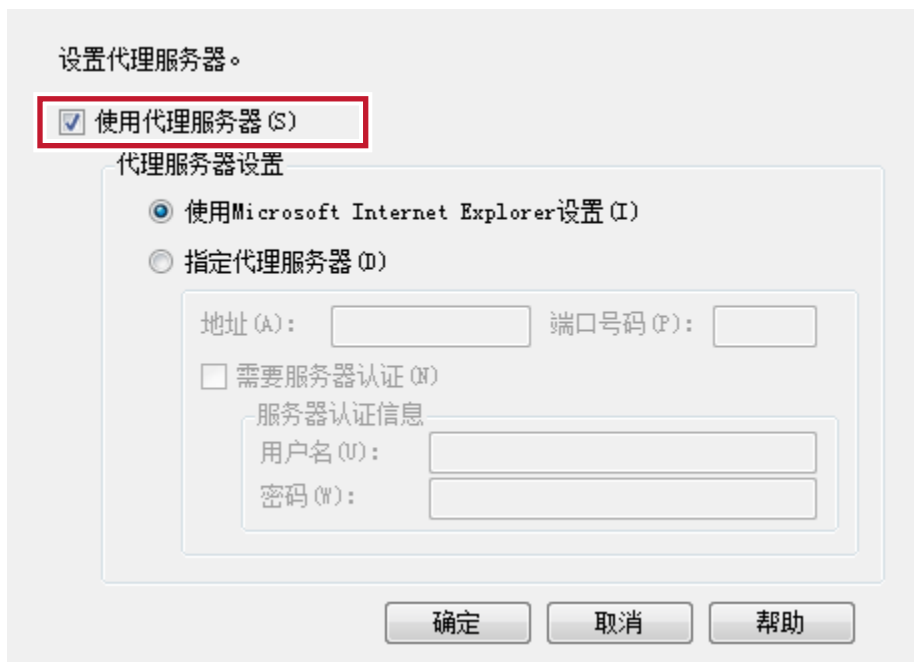 设置代理服务器。
使用代理服务器(S)
代理服务器设置
使用Microsoft Internet Explorer设置(I)
指定代理服务器(D)
地址(A): 端口号码(P):
需要服务器认证(N)
服务器认证信息
用户名(U):
密码(W):
确定 取消 帮助